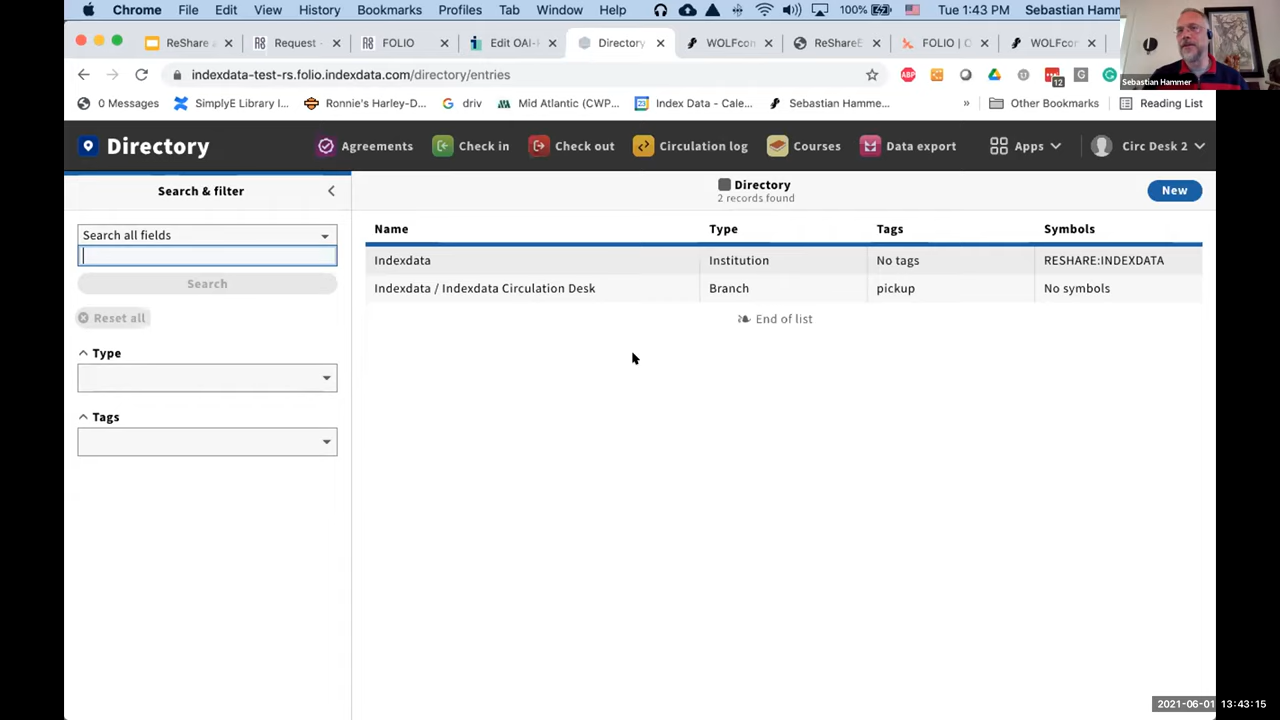 Chrome File Edit View History Bookmarks Profiles Tab Window Help 100% Tue 1:43 PM Sebastian Hamm
ReShare Request - FOLIO Edit OAI-F Directory WOLFcon ReShareE FOLIO | O WOLFcon
indexdata-test-rs.folio.indexdata.com/directory/entries ABP 12
0 Messages SimplyE Library I... Ronnie's Harley-D... driv Mid Atlantic (CWP... Index Data - Cale... Sebastian Hamme... » Other Bookmarks Reading List
Sebastian Hammer
Directory Agreements Check in Check out Circulation log Courses Data export Apps Circ Desk 2
Search & filter
Search all fields
Search
Reset all
Type
Tags
Directory
2 records found
New
Name Type Tags Symbols
Indexdata Institution No tags RESHARE:INDEXDATA
Indexdata / Indexdata Circulation Desk Branch pickup No symbols
End of list
2021-06-01 13:43:15